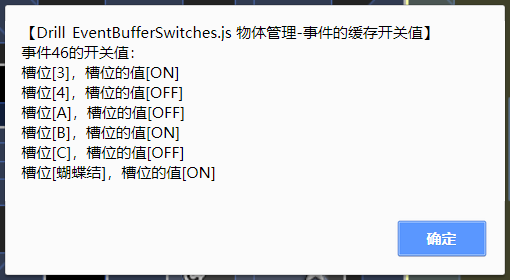 【Drill_EventBufferSwitches.js 物体管理-事件的缓存开关值】
事件46的开关值：
槽位[3]，槽位的值[ON]
槽位[4]，槽位的值[OFF]
槽位[A]，槽位的值[OFF]
槽位[B]，槽位的值[ON]
槽位[C]，槽位的值[OFF]
槽位[蝴蝶结]，槽位的值[ON]
确定